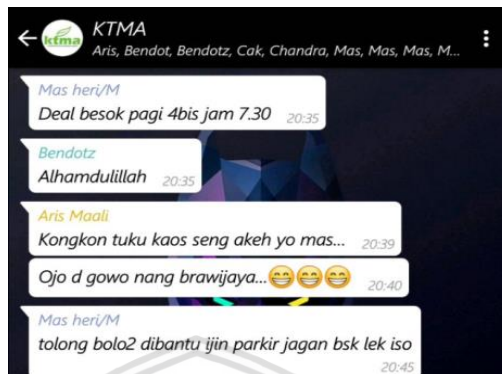 KTMA
ktma
Aris, Bendot, Bendotz, Cak, Chandra, Mas, Mas, Mas, M...
Mas heri/M
Deal besok pagi 4bis jam 7.30 20:35
Bendotz
Alhamdulillah 20:35
Aris Maali
Kongkon tuku kaos seng akeh yo mas... 20:39
Ojo d gowo nang brawijaya...😁😁😁 20:40
Mas heri/M
tolong bolo2 dibantu ijin parkir jagan bsk lek iso
20:45